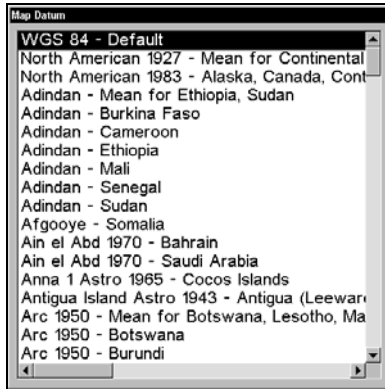 Map Datum
WGS 84 - Default
North American 1927 - Mean for Continental
North American 1983 - Alaska, Canada, Cont
Adindan - Mean for Ethiopia, Sudan
Adindan - Burkina Faso
Adindan - Cameroon
Adindan - Ethiopia
Adindan - Mali
Adindan - Senegal
Adindan - Sudan
Afgooye - Somalia
Ain el Abd 1970 - Bahrain
Ain el Abd 1970 - Saudi Arabia
Anna 1 Astro 1965 - Cocos Islands
Antigua Island Astro 1943 - Antigua (Leeward
Arc 1950 - Mean for Botswana, Lesotho, Ma
Arc 1950 - Botswana
Arc 1950 - Burundi